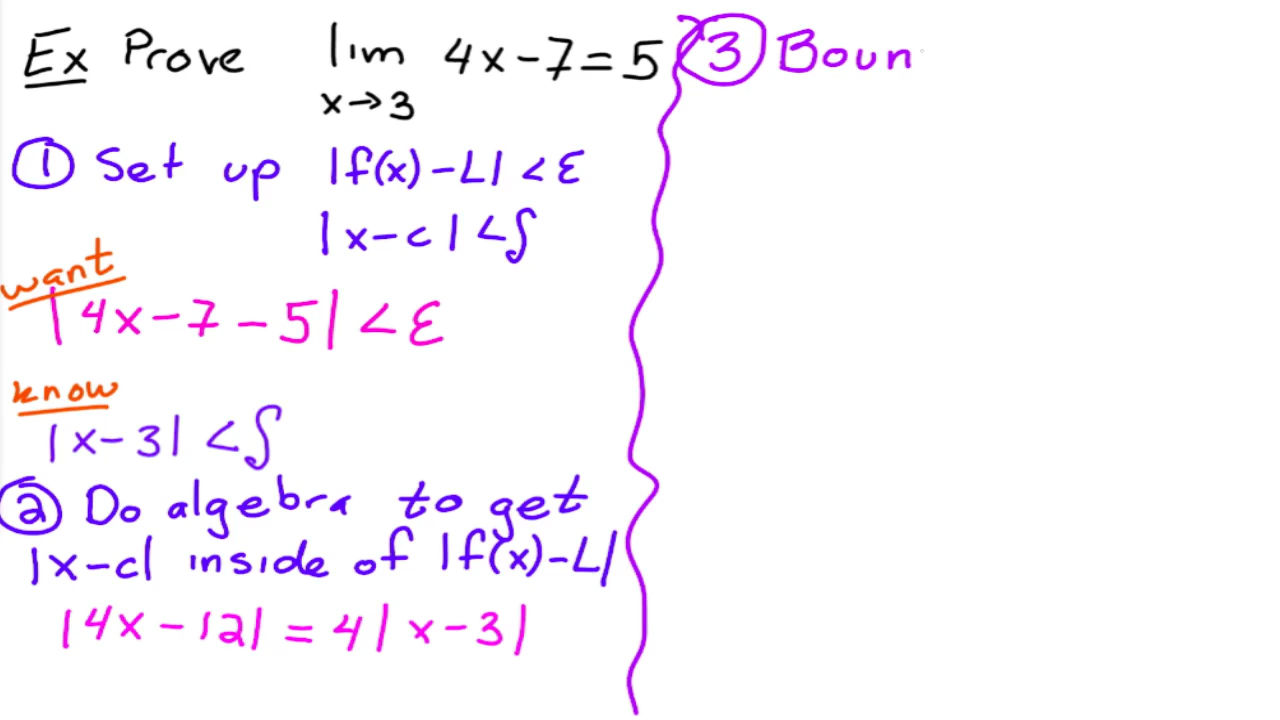 Ex Prove lim 4x-7=5
x→3
① Set up |f(x)-L| <ε
|x-c| <δ
want
|4x-7-5| <ε
know
|x-3| <δ
② Do algebra to get
|x-c| inside of |f(x)-L|
|4x-12| = 4|x-3|
③ Boun